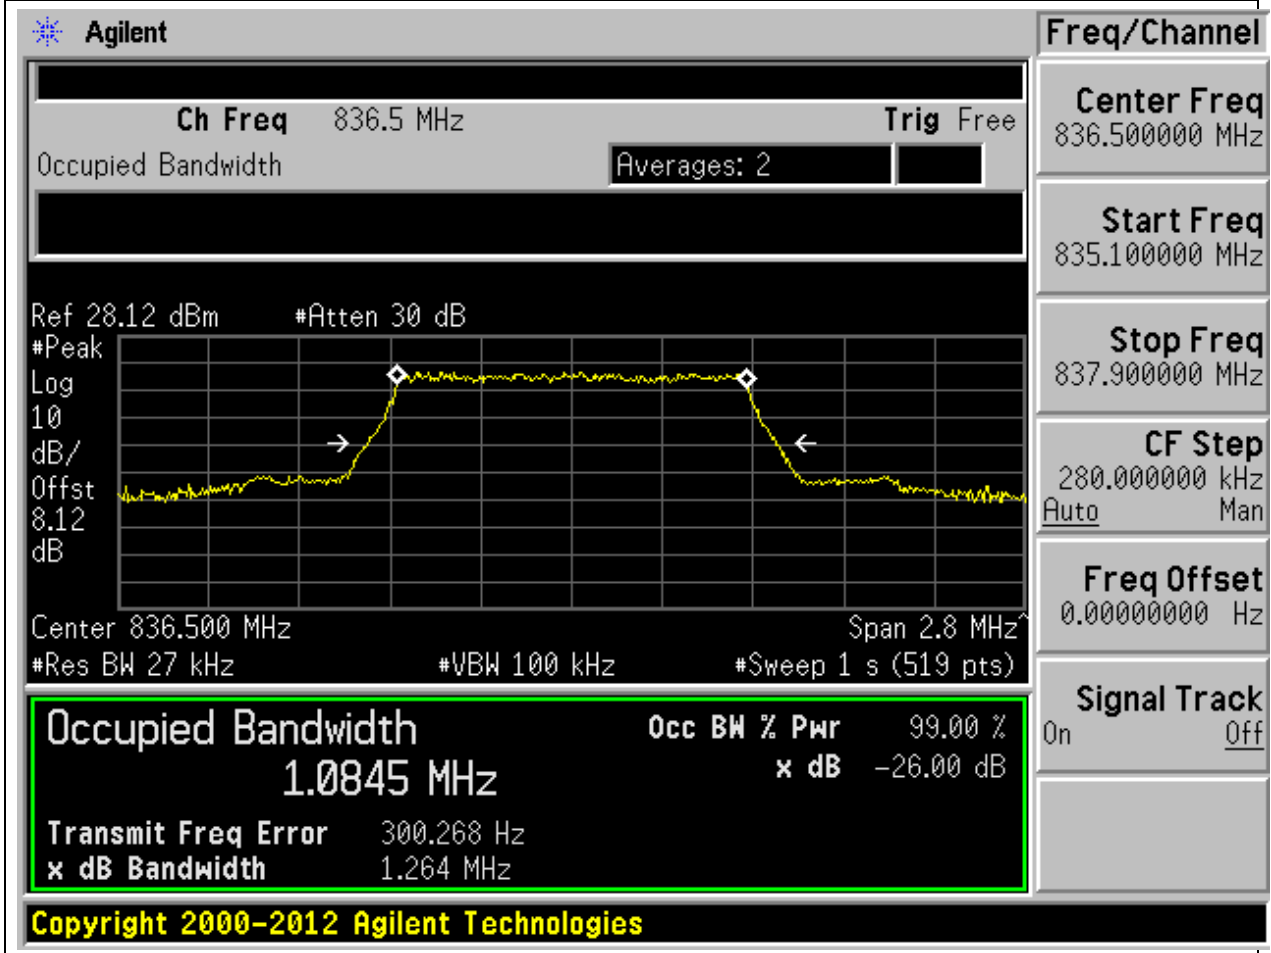 Agilent
Freq/Channel
Ch Freq 836.5 MHz Trig Free
Occupied Bandwidth Averages: 2
Center Freq
836.500000 MHz
Start Freq
835.100000 MHz
Stop Freq
837.900000 MHz
CF Step
280.000000 kHz
Auto Man
Freq Offset
0.00000000 Hz
Signal Track
On Off
Ref 28.12 dBm #Atten 30 dB
#Peak
Log
10
dB/
Offst
8.12
dB
Center 836.500 MHz Span 2.8 MHz^
#Res BW 27 kHz #VBW 100 kHz #Sweep 1 s (519 pts)
Occupied Bandwidth Occ BW % Pwr 99.00 %
1.0845 MHz x dB -26.00 dB
Transmit Freq Error 300.268 Hz
x dB Bandwidth 1.264 MHz
Copyright 2000-2012 Agilent Technologies